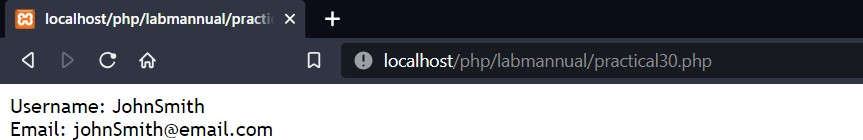 localhost/php/labmannual/practic
localhost/php/labmannual/practical30.php
Username: JohnSmith
Email: johnSmith@email.com